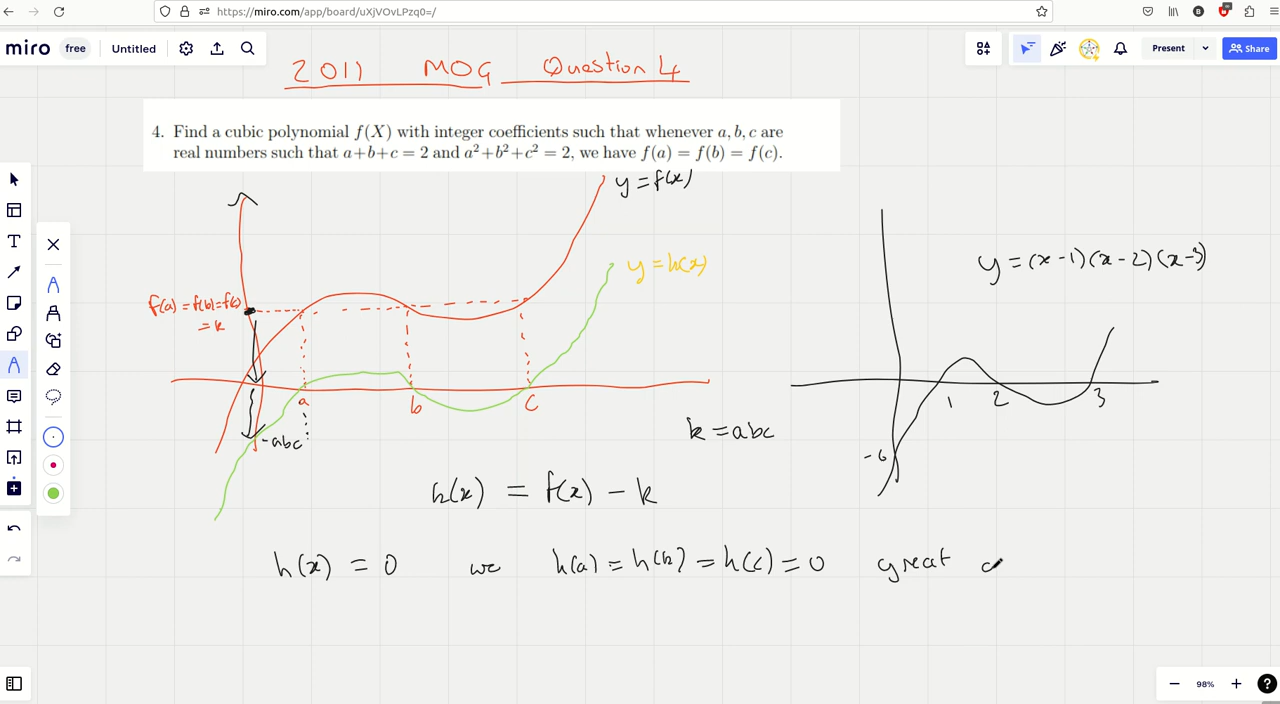 https://miro.com/app/board/uXjVOvLPzq0=/
miro free Untitled Present Share
2011 MOG Question 4
4. Find a cubic polynomial f(X) with integer coefficients such that whenever a, b, c are
real numbers such that a+b+c = 2 and a²+b²+c² = 2, we have f(a) = f(b) = f(c).
y = f(x)
y = h(x)
y = (x-1)(x-2)(x-3)
f(a) = f(b) = f(c)
= k
a b c
1 2 3
-abc
k = abc
-6
h(x) = f(x) - k
h(x) = 0 we h(a) = h(b) = h(c) = 0 great
98%